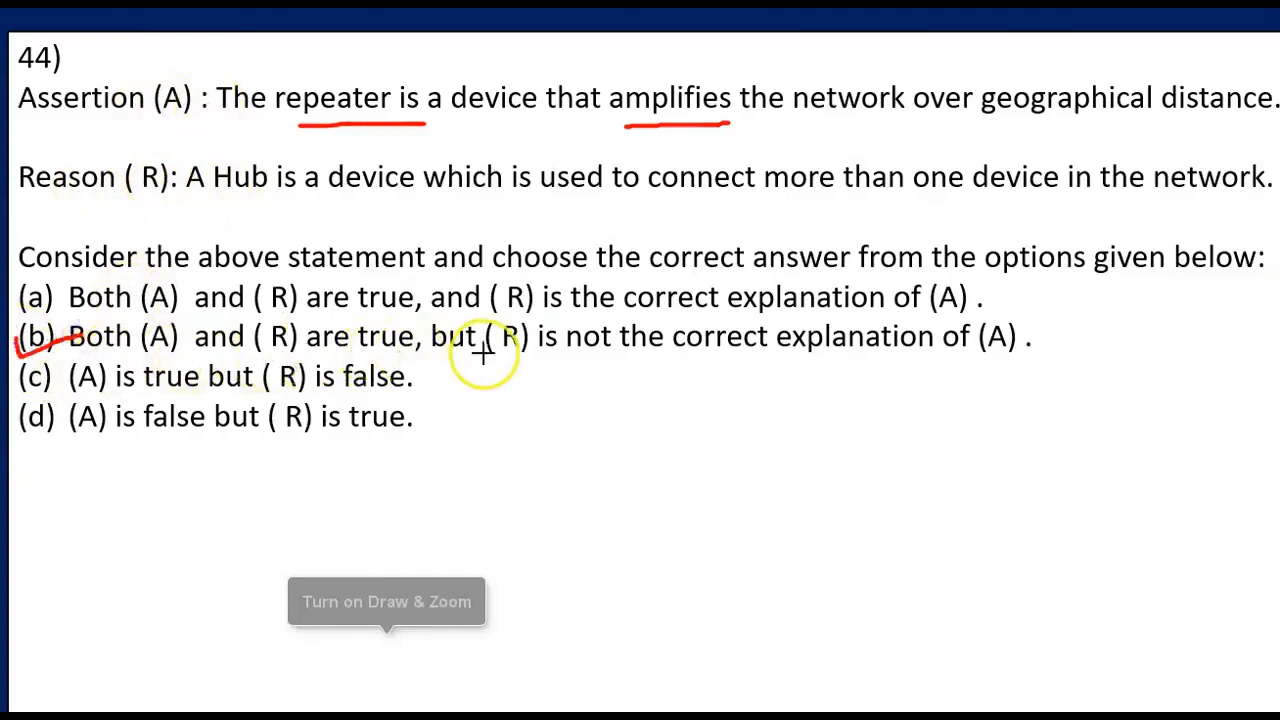 44)
Assertion (A) : The repeater is a device that amplifies the network over geographical distance.
Reason ( R): A Hub is a device which is used to connect more than one device in the network.
Consider the above statement and choose the correct answer from the options given below:
(a) Both (A) and ( R) are true, and ( R) is the correct explanation of (A) .
(b) Both (A) and ( R) are true, but ( R) is not the correct explanation of (A) .
(c) (A) is true but ( R) is false.
(d) (A) is false but ( R) is true.
Turn on Draw & Zoom